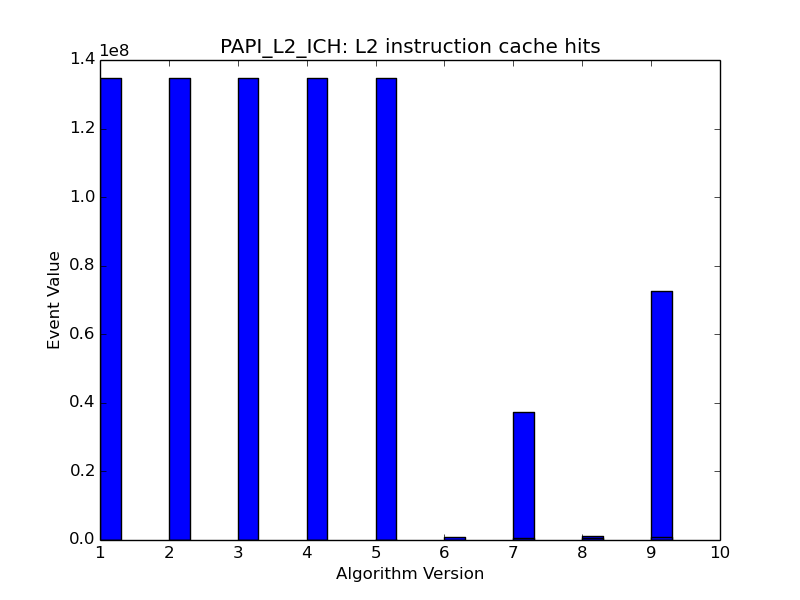 PAPI_L2_ICH: L2 instruction cache hits
1e8
1.4
1.2
1.0
0.8
0.6
0.4
0.2
0.0
Event Value
1 2 3 4 5 6 7 8 9 10
Algorithm Version